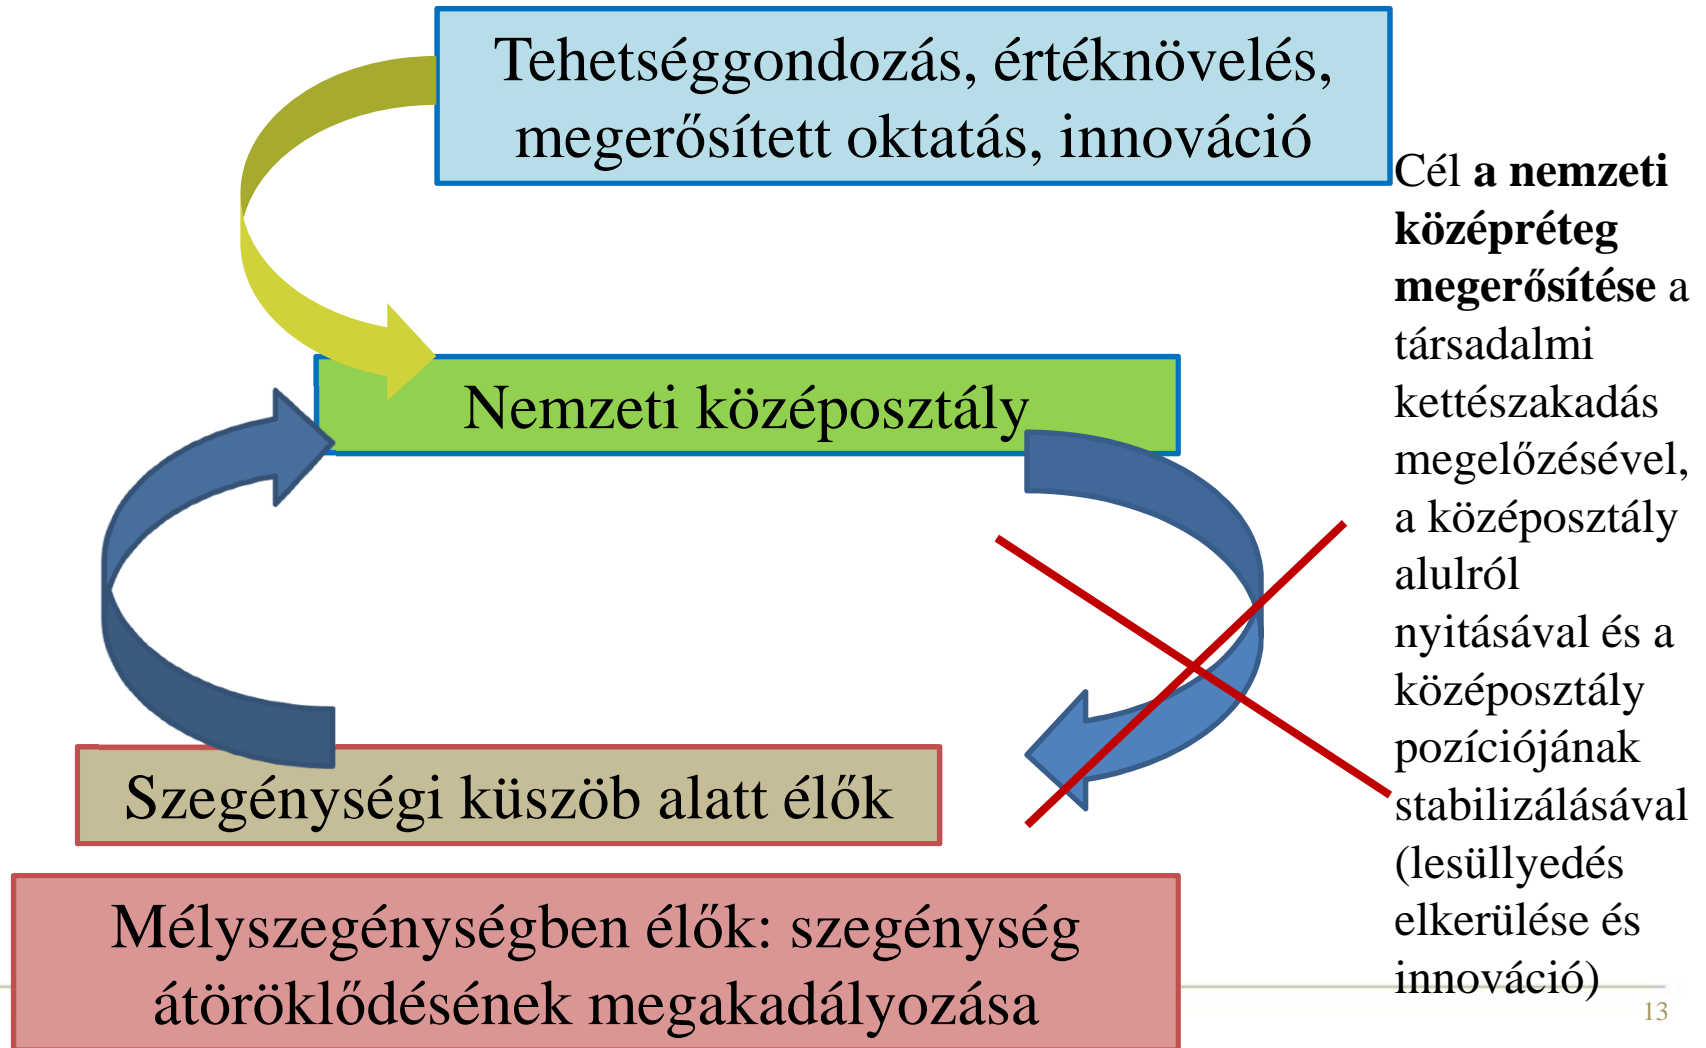 Tehetséggondozás, értéknövelés,
megerősített oktatás, innováció
Nemzeti középosztály
Szegénységi küszöb alatt élők
Mélyszegénységben élők: szegénység
átöröklődésének megakadályozása
Cél a nemzeti
középréteg
megerősítése a
társadalmi
kettészakadás
megelőzésével,
a középosztály
alulról
nyitásával és a
középosztály
pozíciójának
stabilizálásával
(lesüllyedés
elkerülése és
innováció)
13